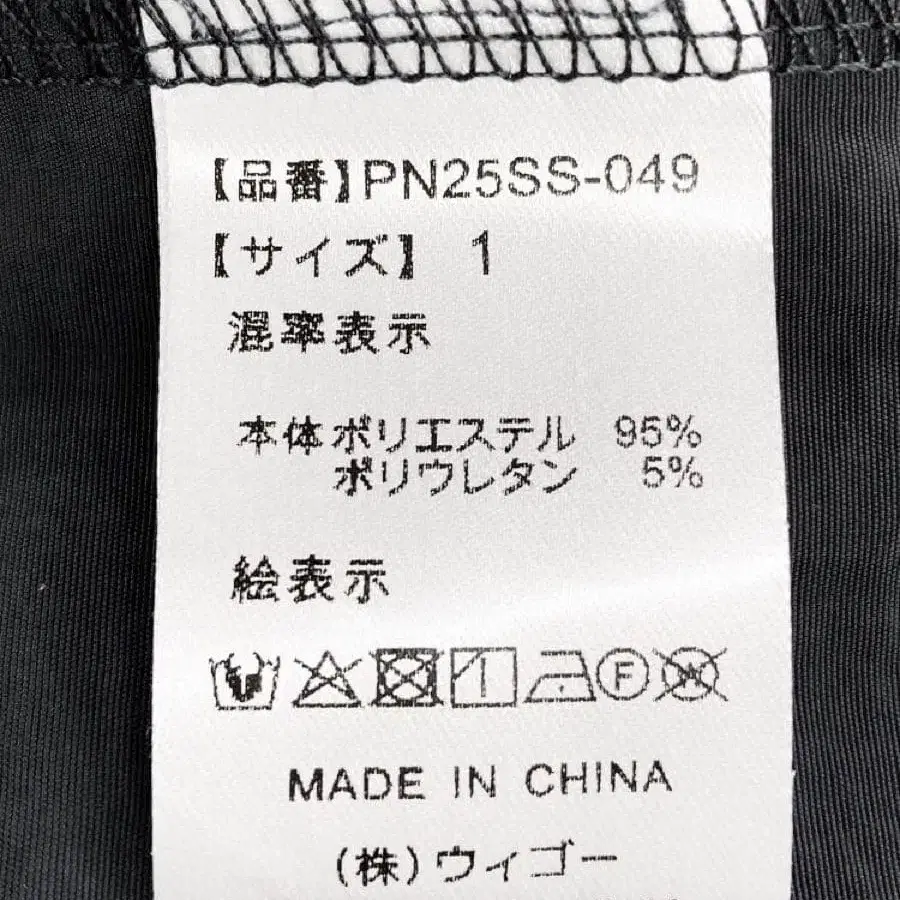 【品番】PN25SS-049
【サイズ】 1
混率表示
本体ポリエステル 95%
ポリウレタン 5%
絵表示
F
W
MADE IN CHINA
(株)ウィゴー